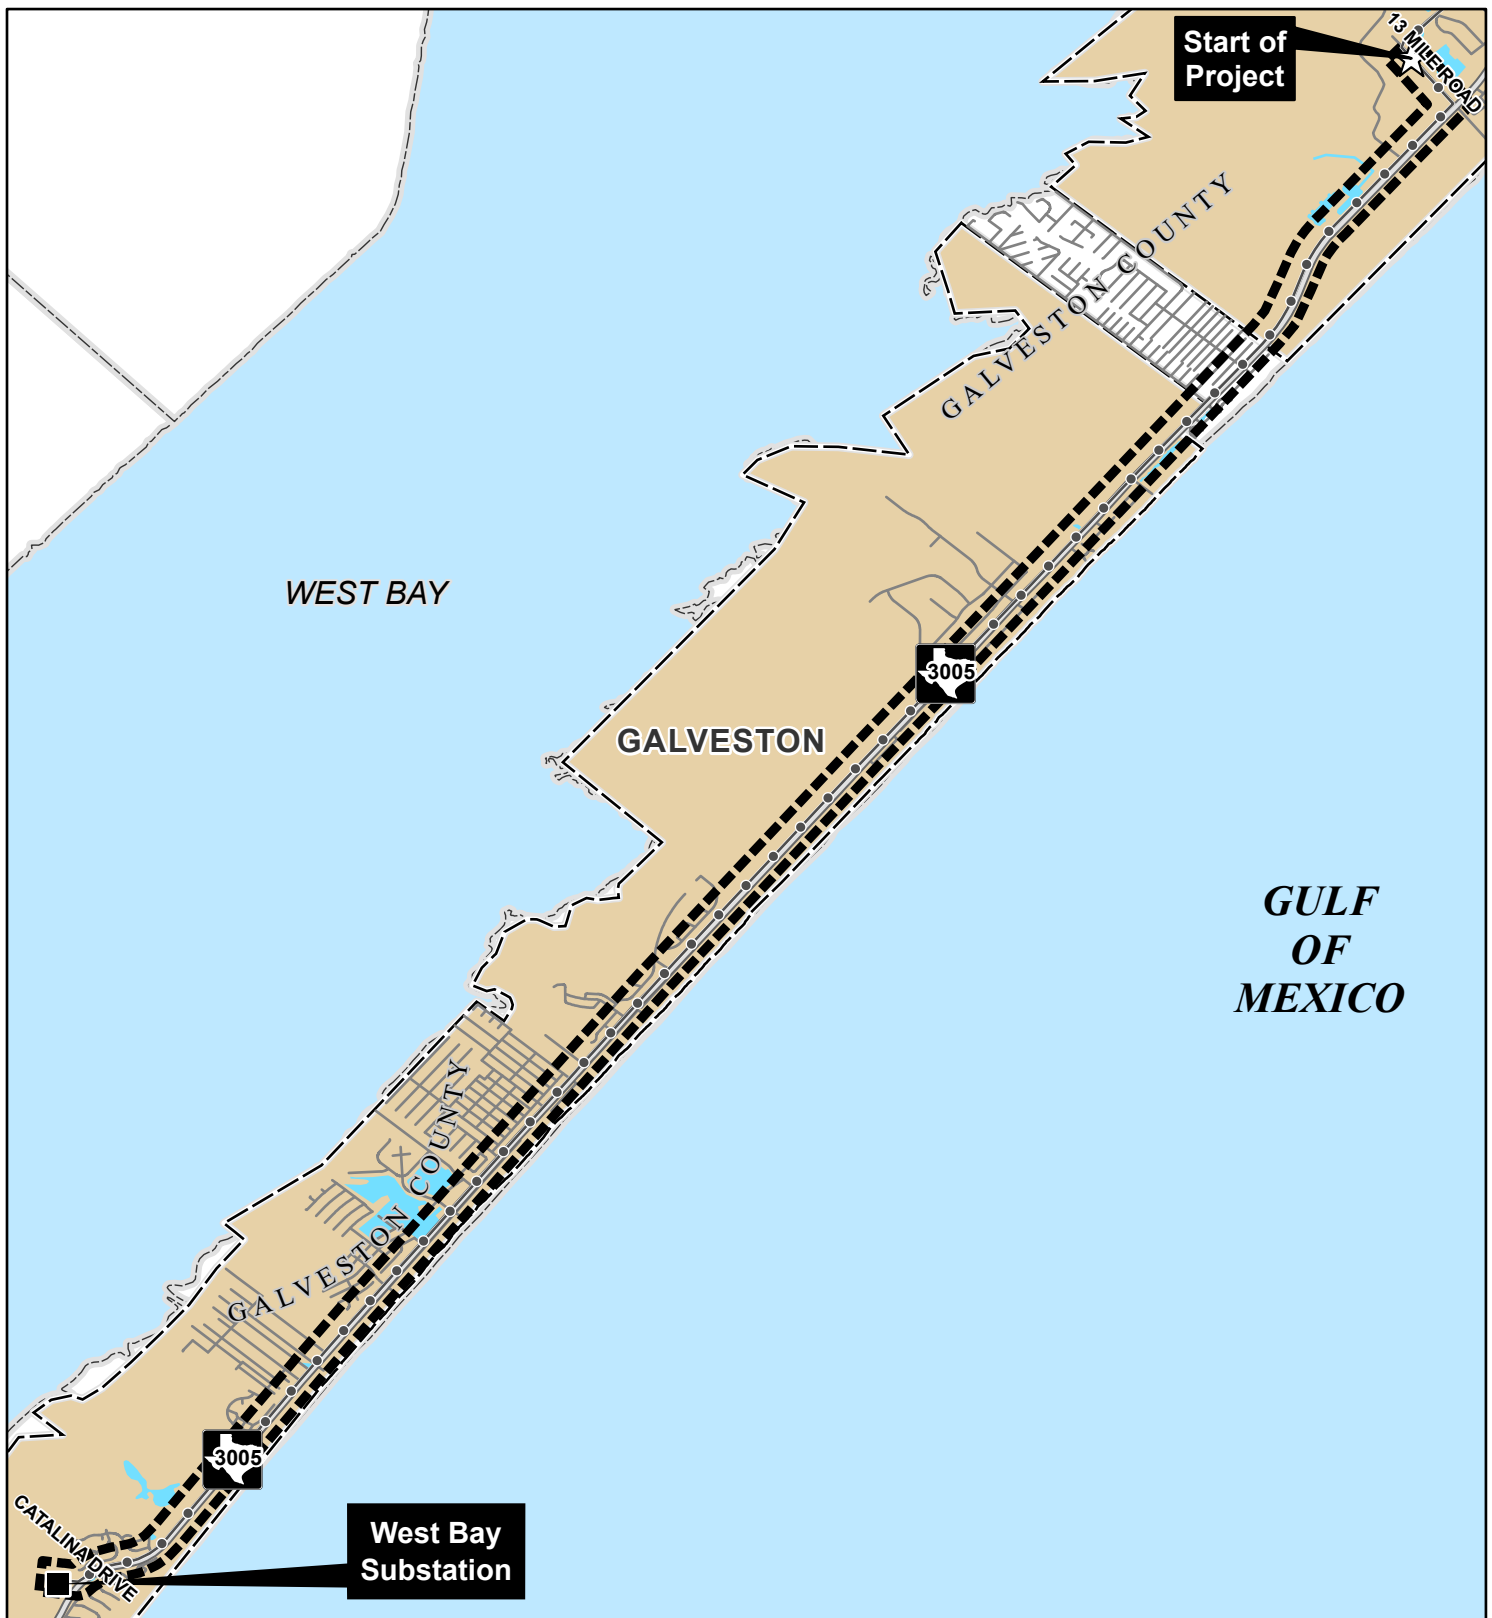 13 MILE ROAD
Start of
Project
GALVESTON COUNTY
WEST BAY
3005
GALVESTON
GULF
OF
MEXICO
GALVESTON COUNTY
3005
CATALINA DRIVE
West Bay
Substation